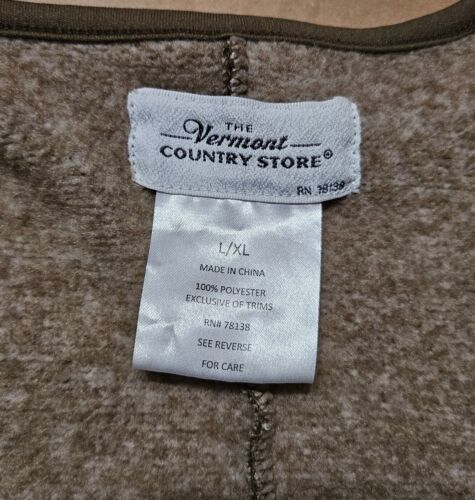 THE
Vermont
COUNTRY STORE®
RN 78138
L/XL
MADE IN CHINA
100% POLYESTER
EXCLUSIVE OF TRIMS
RN# 78138
SEE REVERSE
FOR CARE